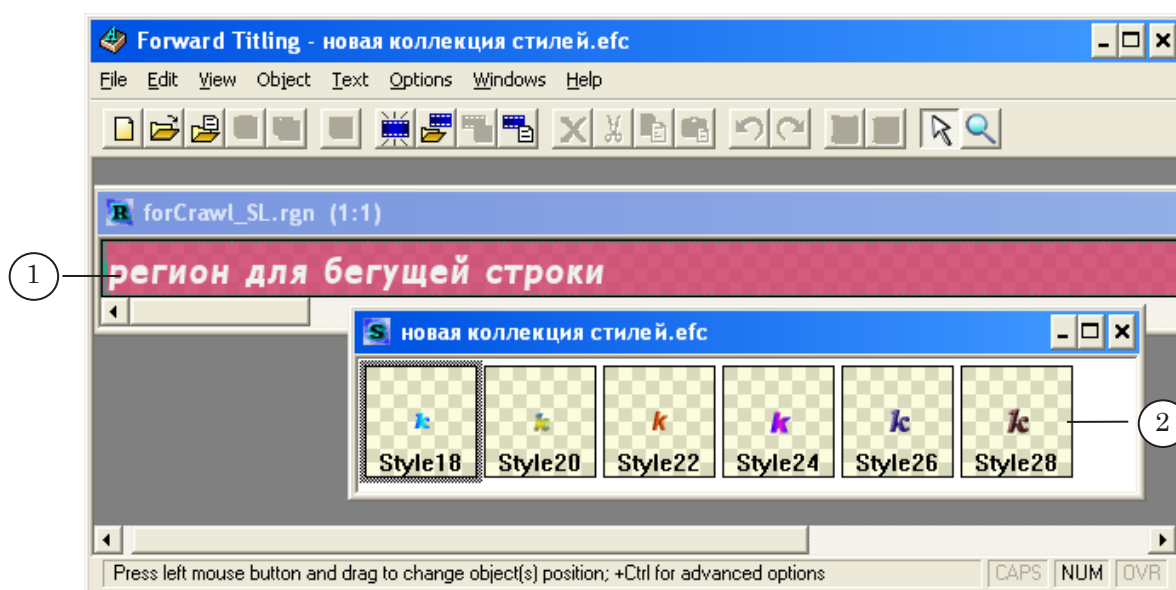 Forward Titling - новая коллекция стилей.efc
File Edit View Object Text Options Windows Help
forCrawl_SL.rgn (1:1)
1
регион для бегущей строки
новая коллекция стилей.efc
k k k k k k
Style18 Style20 Style22 Style24 Style26 Style28
2
Press left mouse button and drag to change object(s) position; +Ctrl for advanced options CAPS NUM OVR